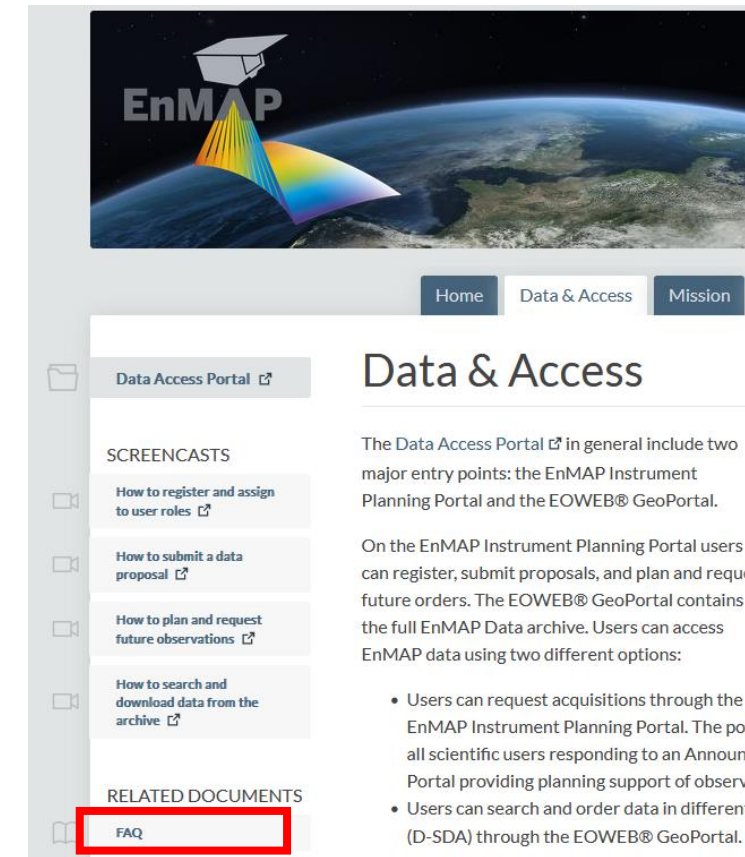 EnMAP
Home
Data & Access
Mission
Data Access Portal
SCREENCASTS
How to register and assign
to user roles
How to submit a data
proposal
How to plan and request
future observations
How to search and
download data from the
archive
RELATED DOCUMENTS
FAQ
Data & Access
The Data Access Portal in general include two
major entry points: the EnMAP Instrument
Planning Portal and the EOWEB® GeoPortal.
On the EnMAP Instrument Planning Portal users
can register, submit proposals, and plan and reque
future orders. The EOWEB® GeoPortal contains
the full EnMAP Data archive. Users can access
EnMAP data using two different options:
• Users can request acquisitions through the
EnMAP Instrument Planning Portal. The po
all scientific users responding to an Announ
Portal providing planning support of observ
• Users can search and order data in different
(D-SDA) through the EOWEB® GeoPortal.